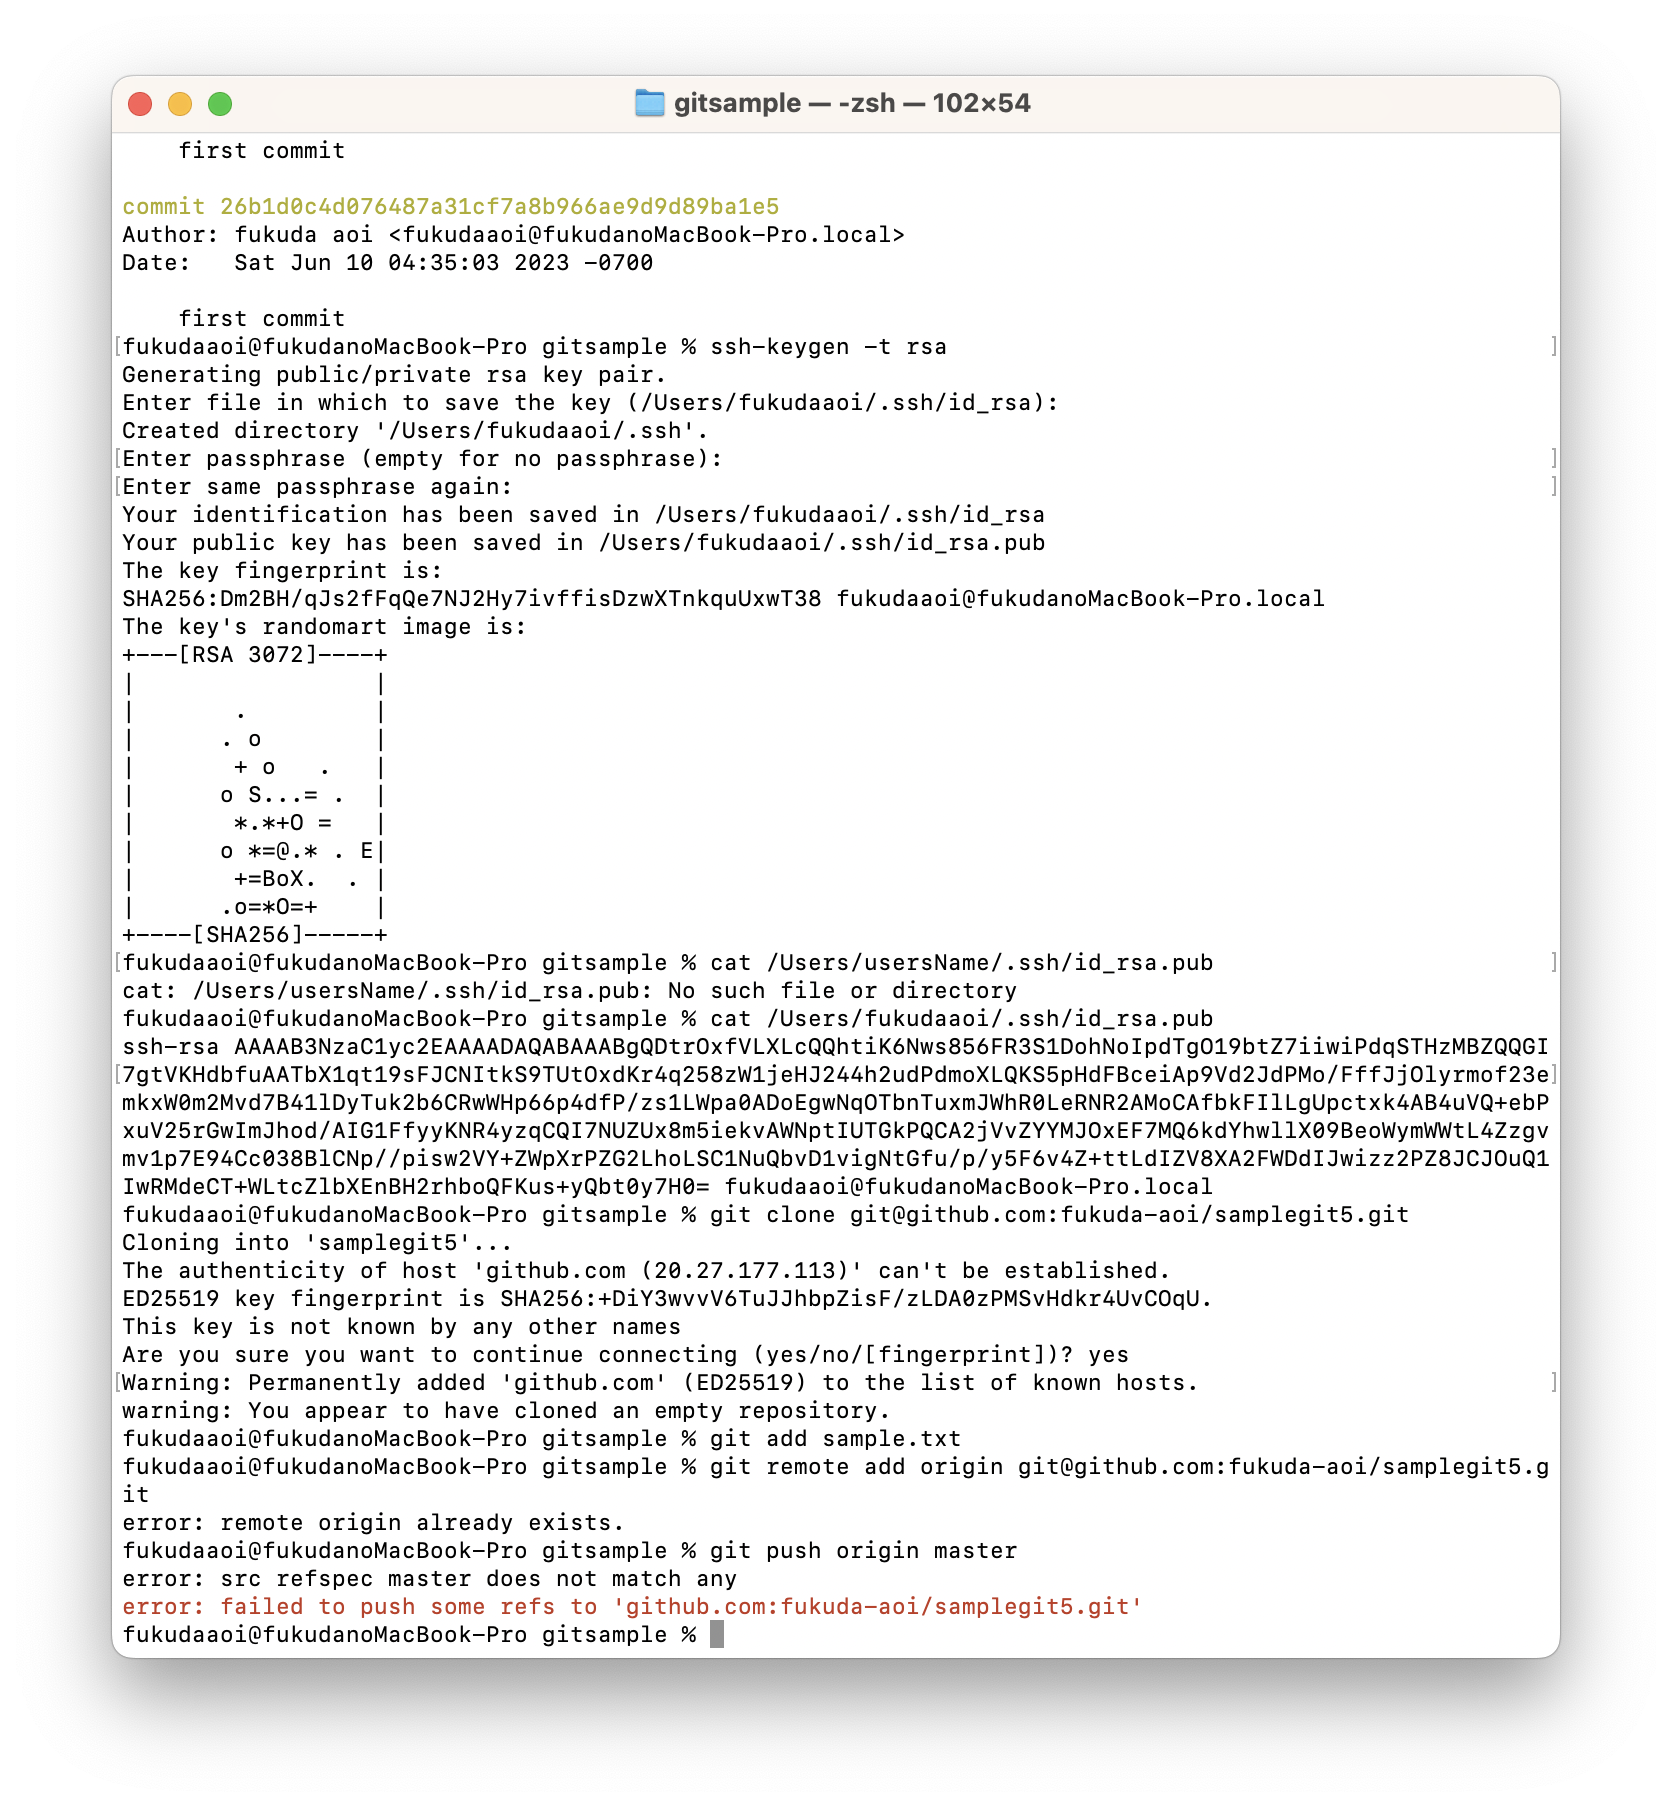 gitsample — -zsh — 102×54
    first commit
commit 26b1d0c4d076487a31cf7a8b966ae9d9d89ba1e5
Author: fukuda aoi <fukudaaoi@fukudanoMacBook-Pro.local>
Date:   Sat Jun 10 04:35:03 2023 -0700
    first commit
[fukudaaoi@fukudanoMacBook-Pro gitsample % ssh-keygen -t rsa ]
Generating public/private rsa key pair.
Enter file in which to save the key (/Users/fukudaaoi/.ssh/id_rsa):
Created directory '/Users/fukudaaoi/.ssh'.
[Enter passphrase (empty for no passphrase): ]
[Enter same passphrase again: ]
Your identification has been saved in /Users/fukudaaoi/.ssh/id_rsa
Your public key has been saved in /Users/fukudaaoi/.ssh/id_rsa.pub
The key fingerprint is:
SHA256:Dm2BH/qJs2fFqQe7NJ2Hy7ivffisDzwXTnkquUxwT38 fukudaaoi@fukudanoMacBook-Pro.local
The key's randomart image is:
+---[RSA 3072]----+
|                 |
|       .         |
|      . o        |
|       + o   .   |
|      o S...= .  |
|       *.*+O =   |
|      o *=@.* . E|
|       +=BoX.  . |
|      .o=*O=+    |
+----[SHA256]-----+
[fukudaaoi@fukudanoMacBook-Pro gitsample % cat /Users/usersName/.ssh/id_rsa.pub ]
cat: /Users/usersName/.ssh/id_rsa.pub: No such file or directory
fukudaaoi@fukudanoMacBook-Pro gitsample % cat /Users/fukudaaoi/.ssh/id_rsa.pub
ssh-rsa AAAAB3NzaC1yc2EAAAADAQABAAABgQDtrOxfVLXLcQQhtiK6Nws856FR3S1DohNoIpdTgO19btZ7iiwiPdqSTHzMBZQQGI
[7gtVKHdbfuAATbX1qt19sFJCNItkS9TUtOxdKr4q258zW1jeHJ244h2udPdmoXLQKS5pHdFBceiAp9Vd2JdPMo/FffJjOlyrmof23e]
mkxW0m2Mvd7B41lDyTuk2b6CRwWHp66p4dfP/zs1LWpa0ADoEgwNqOTbnTuxmJWhR0LeRNR2AMoCAfbkFIlLgUpctxk4AB4uVQ+ebP
xuV25rGwImJhod/AIG1FfyyKNR4yzqCQI7NUZUx8m5iekvAWNptIUTGkPQCA2jVvZYYMJOxEF7MQ6kdYhwllX09BeoWymWWtL4Zzgv
mv1p7E94Cc038BlCNp//pisw2VY+ZWpXrPZG2LhoLSC1NuQbvD1vigNtGfu/p/y5F6v4Z+ttLdIZV8XA2FWDdIJwizz2PZ8JCJOuQ1
IwRMdeCT+WLtcZlbXEnBH2rhboQFKus+yQbt0y7H0= fukudaaoi@fukudanoMacBook-Pro.local
fukudaaoi@fukudanoMacBook-Pro gitsample % git clone git@github.com:fukuda-aoi/samplegit5.git
Cloning into 'samplegit5'...
The authenticity of host 'github.com (20.27.177.113)' can't be established.
ED25519 key fingerprint is SHA256:+DiY3wvvV6TuJJhbpZisF/zLDA0zPMSvHdkr4UvCOqU.
This key is not known by any other names
Are you sure you want to continue connecting (yes/no/[fingerprint])? yes
[Warning: Permanently added 'github.com' (ED25519) to the list of known hosts. ]
warning: You appear to have cloned an empty repository.
fukudaaoi@fukudanoMacBook-Pro gitsample % git add sample.txt
fukudaaoi@fukudanoMacBook-Pro gitsample % git remote add origin git@github.com:fukuda-aoi/samplegit5.g
it
error: remote origin already exists.
fukudaaoi@fukudanoMacBook-Pro gitsample % git push origin master
error: src refspec master does not match any
error: failed to push some refs to 'github.com:fukuda-aoi/samplegit5.git'
fukudaaoi@fukudanoMacBook-Pro gitsample %